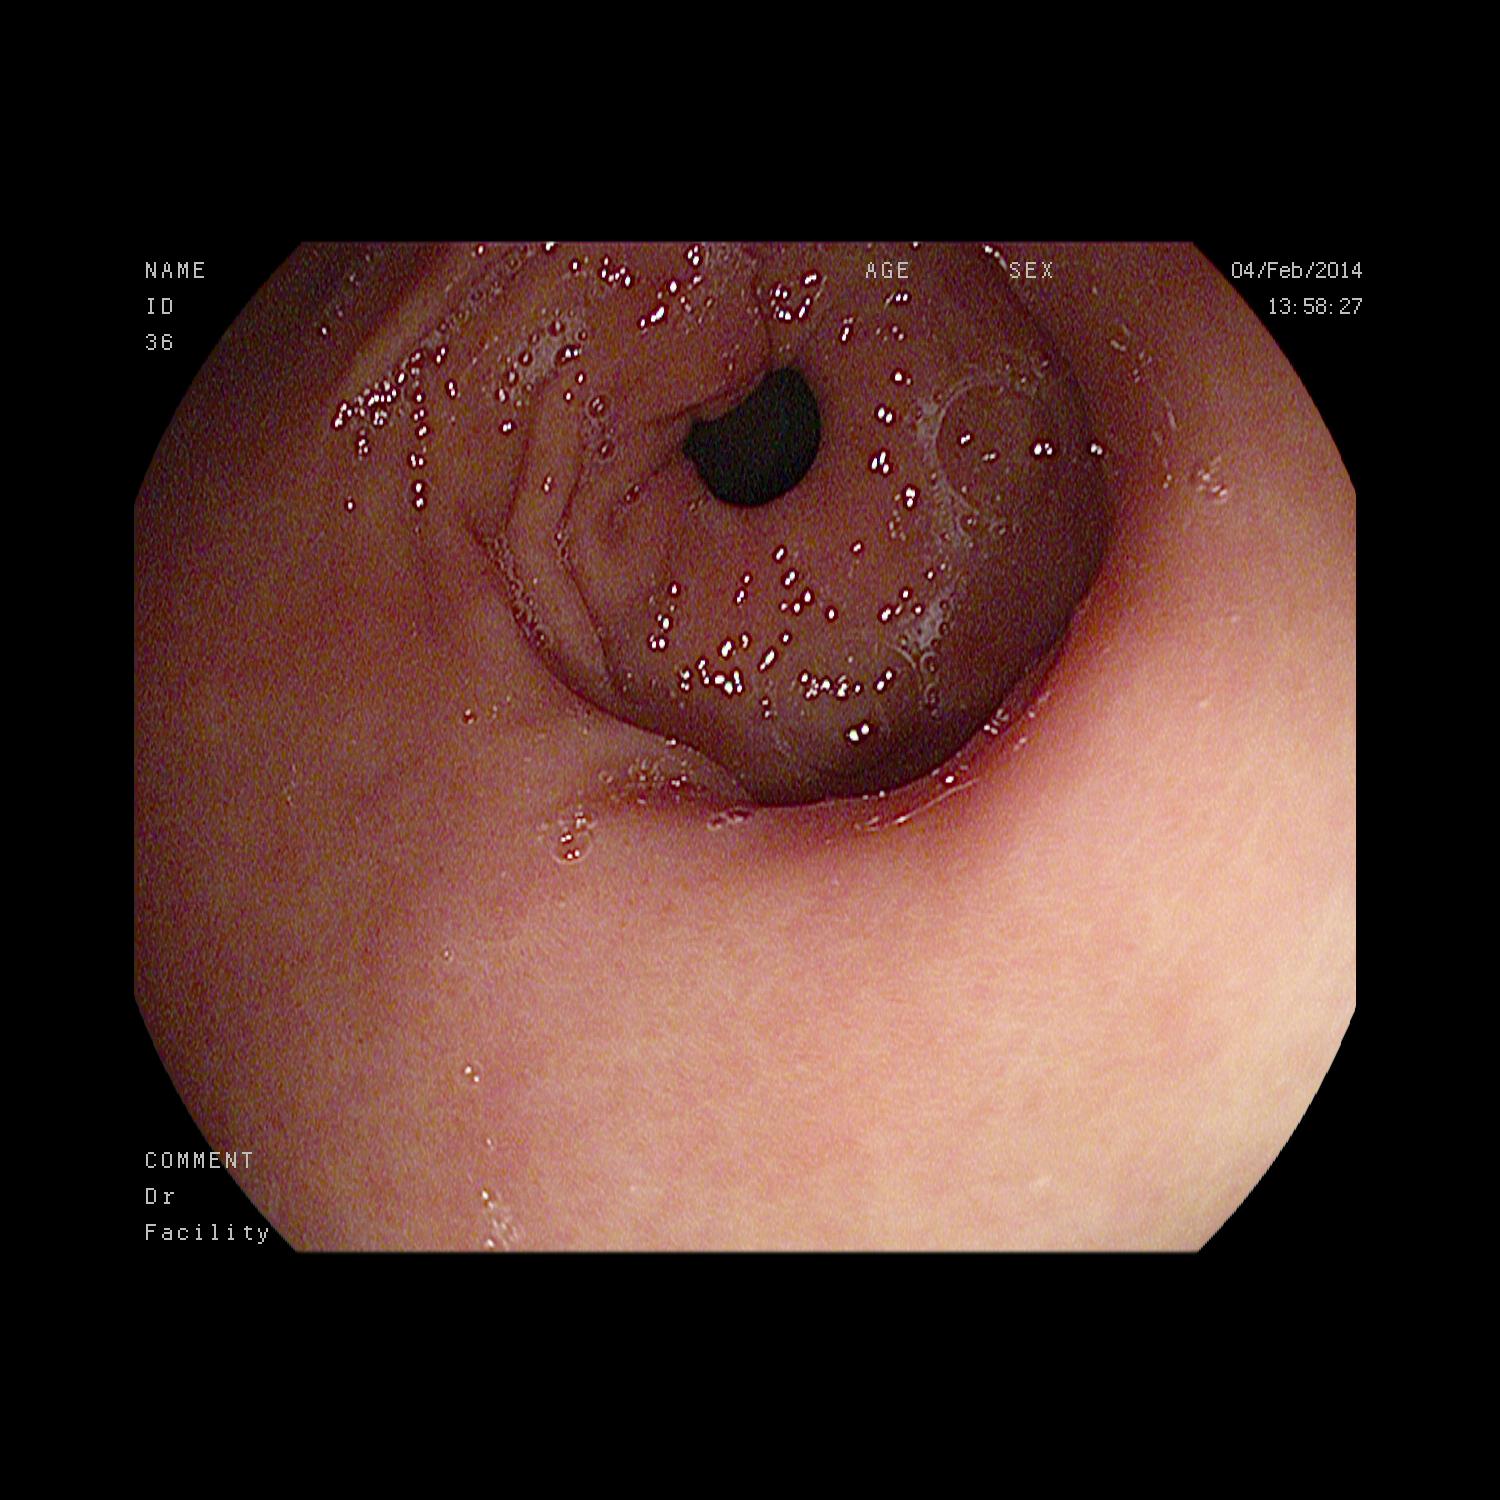 NAME
ID
36
AGE SEX
04/Feb/2014
13:58:27
COMMENT
Dr
Facility